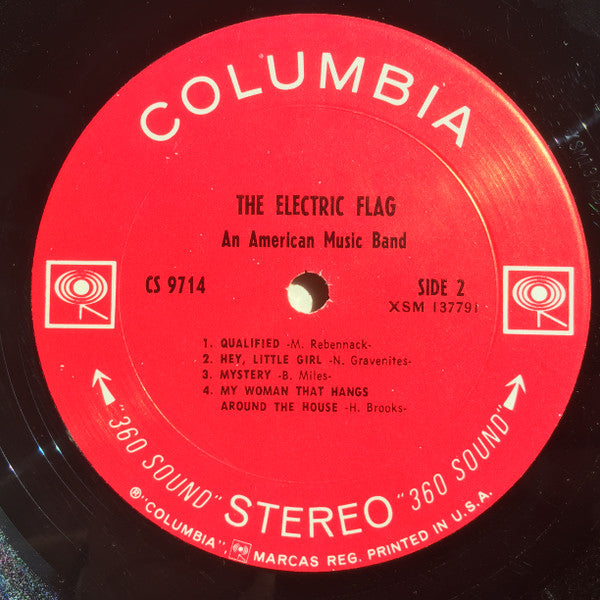 COLUMBIA
THE ELECTRIC FLAG
An American Music Band
CS 9714
SIDE 2
XSM 137791
1. QUALIFIED -M. Rebennack-
2. HEY, LITTLE GIRL -N. Gravenites-
3. MYSTERY -B. Miles-
4. MY WOMAN THAT HANGS
AROUND THE HOUSE -H. Brooks-
"360 SOUND" STEREO "360 SOUND"
®"COLUMBIA", MARCAS REG. PRINTED IN U.S.A.